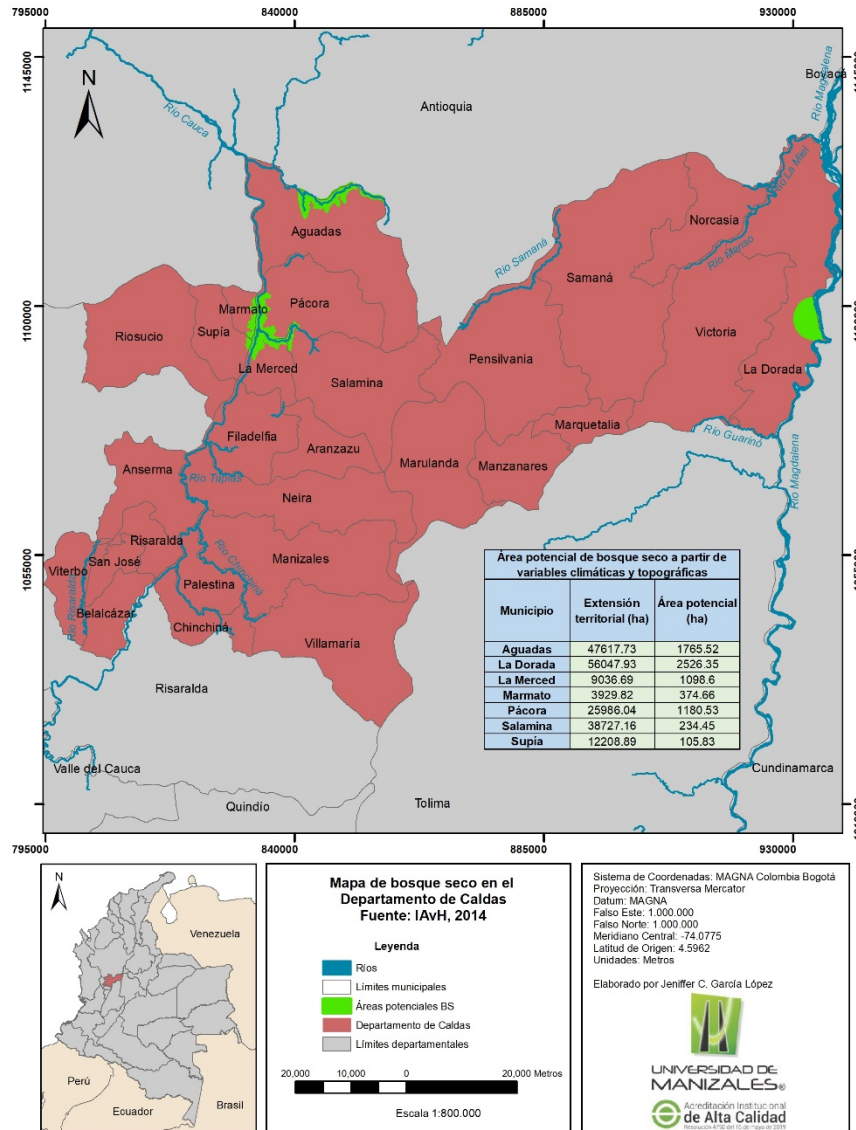 795000 840000 885000 930000
1145000
N
Boyacá
Río Magdalena
Antioquia
Río Cauca
Río La Miel
Norcasia
Aguadas
Río Samaná
Samaná
Río Manso
1100000
Marmato
Pácora
Riosucio
Supía
Victoria
La Merced
Pensilvania
La Dorada
Salamina
Marquetalia
Filadelfia
Río Guarinó
Aranzazu
Anserma
Marulanda
Manzanares
Río Tapias
Río Magdalena
Neira
Risaralda
Río Chinchiná
Manizales
San José
Viterbo
Palestina
Belalcázar
Río Risaralda
Chinchiná
Villamaría
1055000
Área potencial de bosque seco a partir de
variables climáticas y topográficas
Municipio Extensión territorial (ha) Área potencial (ha)
Aguadas 47617.73 1765.52
La Dorada 56047.93 2526.35
La Merced 9036.69 1098.6
Marmato 3929.82 374.66
Pácora 25986.04 1180.53
Salamina 38727.16 234.45
Supía 12208.89 105.83
Risaralda
Valle del Cauca
Cundinamarca
Quindío
Tolima
795000 840000 885000 930000
N
Venezuela
Perú
Ecuador
Brasil
Mapa de bosque seco en el
Departamento de Caldas
Fuente: IAvH, 2014
Leyenda
Ríos
Límites municipales
Áreas potenciales BS
Departamento de Caldas
Límites departamentales
20,000 10,000 0 20,000 Metros
Escala 1:800.000
Sistema de Coordenadas: MAGNA Colombia Bogotá
Proyección: Transversa Mercator
Datum: MAGNA
Falso Este: 1.000.000
Falso Norte: 1.000.000
Meridiano Central: -74.0775
Latitud de Origen: 4.5962
Unidades: Metros
Elaborado por Jeniffer C. García López
UNIVERSIDAD DE
MANIZALES®
Acreditación Institucional
de Alta Calidad